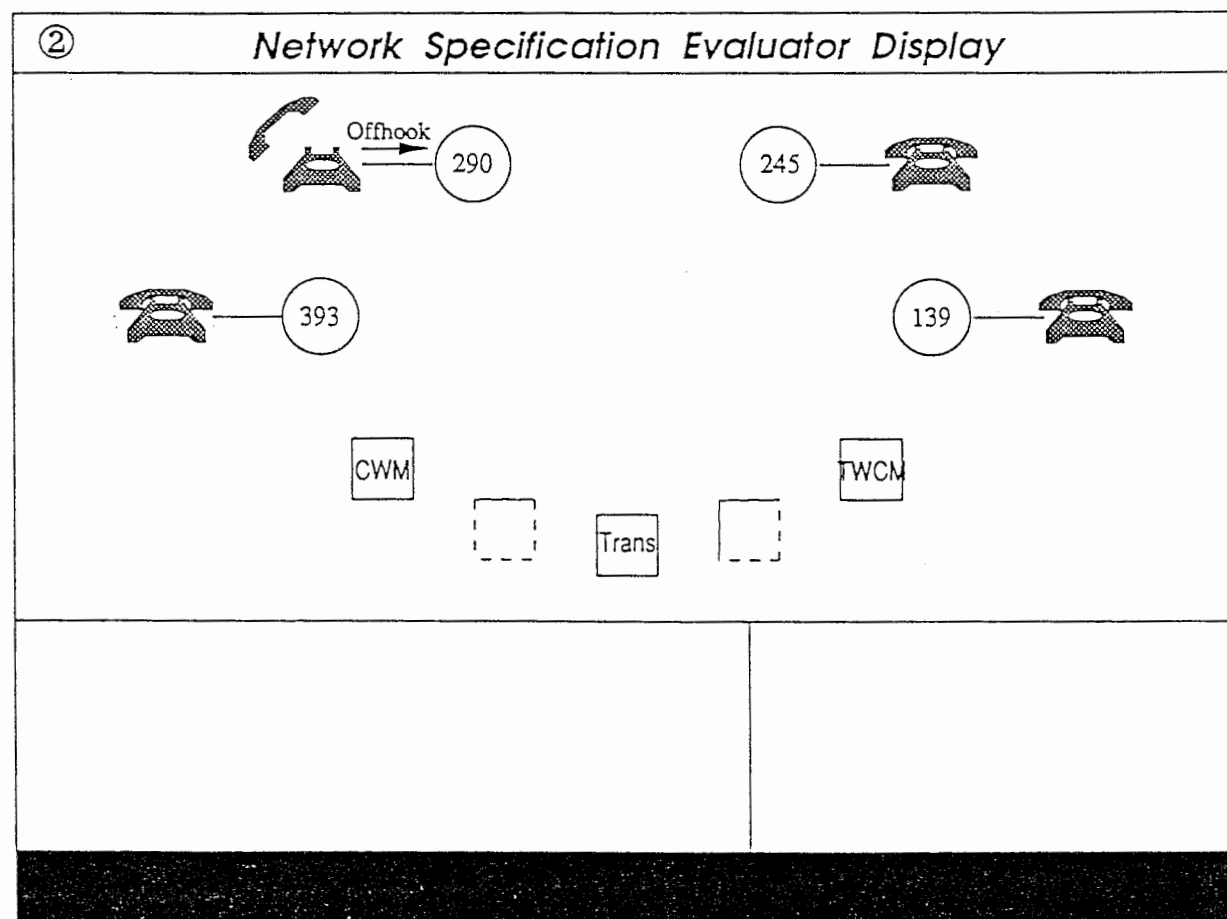 ② Network Specification Evaluator Display
Offhook
290
245
393
139
CWM
TWCM
Trans